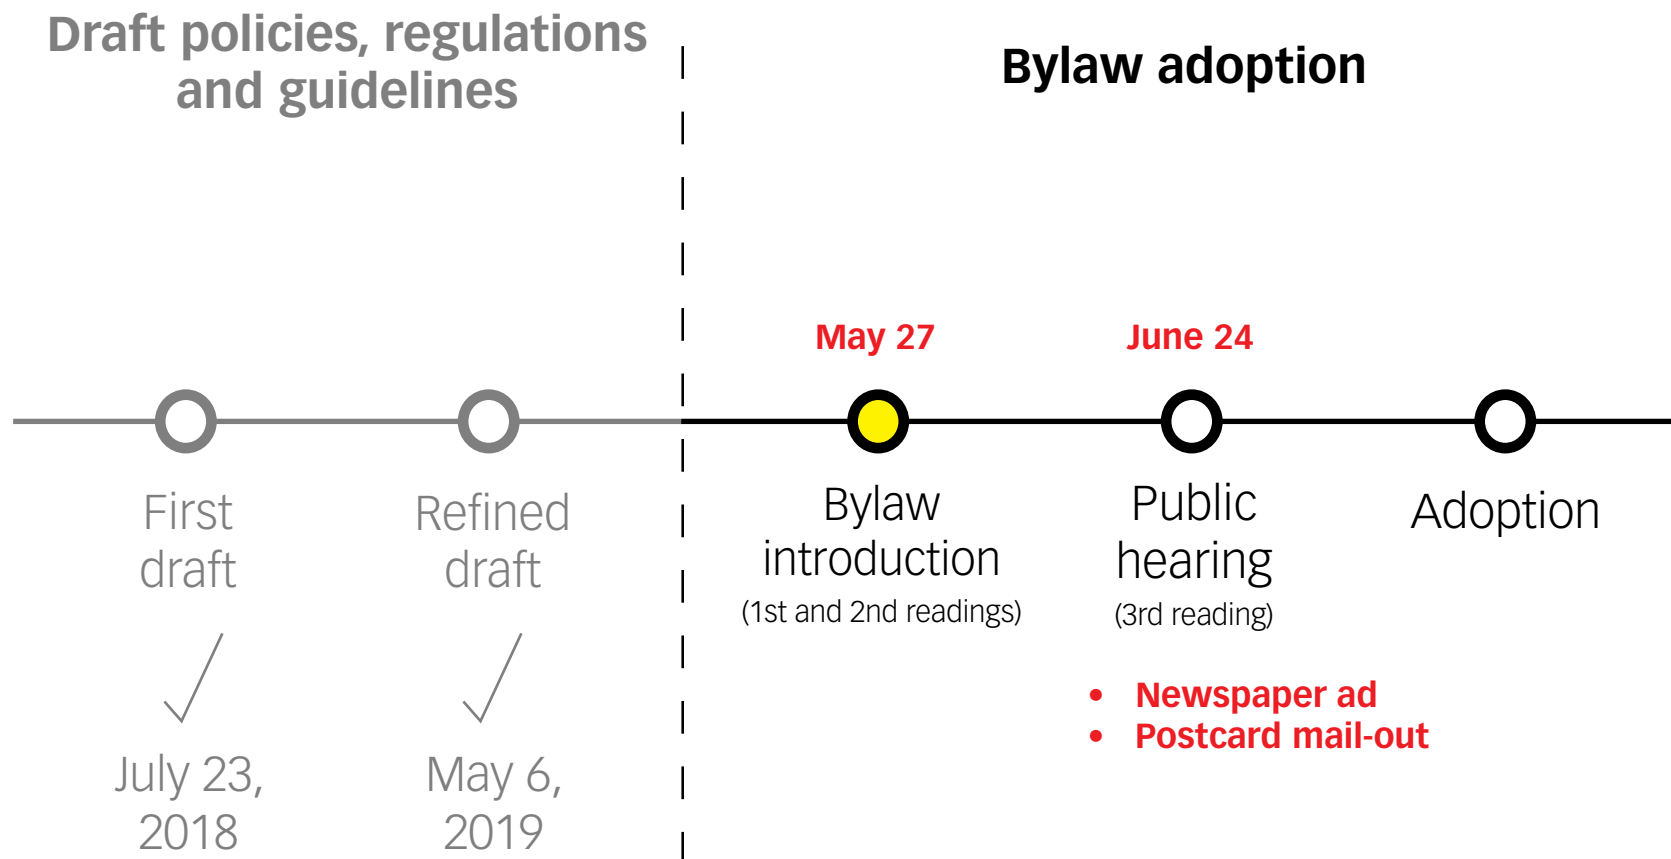 Draft policies, regulations
and guidelines
Bylaw adoption
May 27
June 24
First
draft
Refined
draft
Bylaw
introduction
(1st and 2nd readings)
Public
hearing
(3rd reading)
Adoption
• Newspaper ad
• Postcard mail-out
July 23,
2018
May 6,
2019